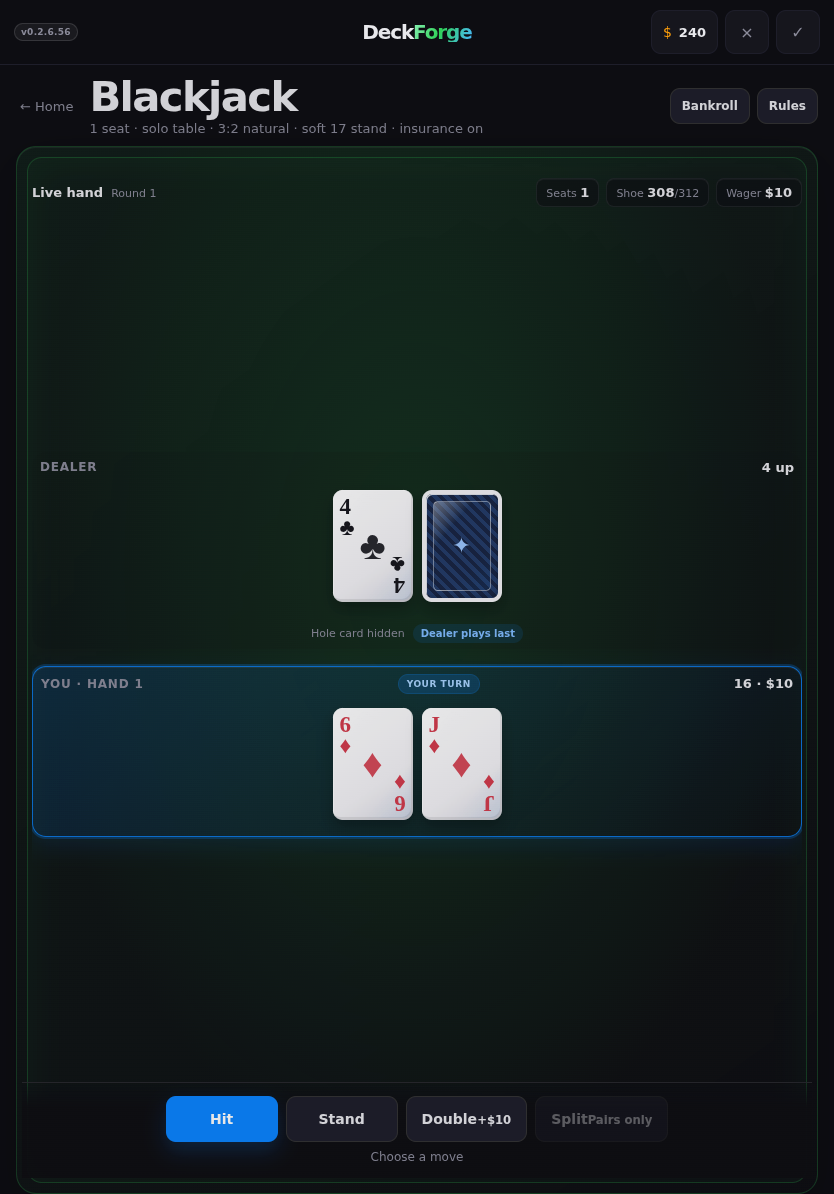 v0.2.6.56
DeckForge
$ 240
×
✓
← Home
Blackjack
1 seat · solo table · 3:2 natural · soft 17 stand · insurance on
Bankroll
Rules
Live hand Round 1
Seats 1
Shoe 308/312
Wager $10
DEALER
4 up
4
4
Hole card hidden
Dealer plays last
YOU · HAND 1
YOUR TURN
16 · $10
6
6
J
J
Hit
Stand
Double+$10
SplitPairs only
Choose a move